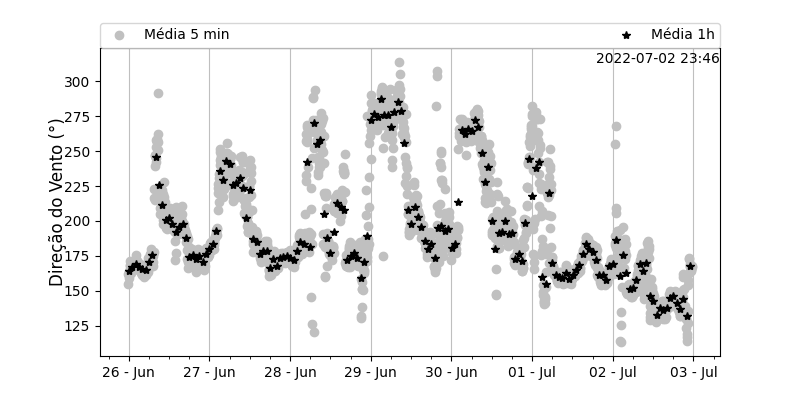 Média 5 min
Média 1h
2022-07-02 23:46
Direção do Vento (°)
300
275
250
225
200
175
150
125
26 - Jun
27 - Jun
28 - Jun
29 - Jun
30 - Jun
01 - Jul
02 - Jul
03 - Jul